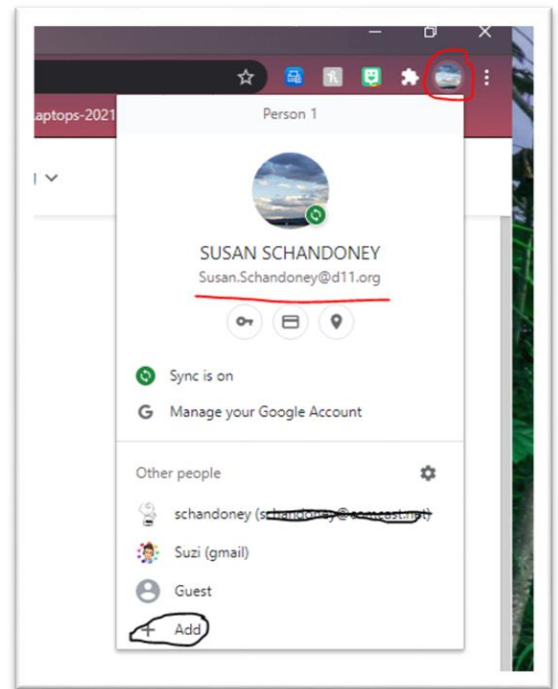 aptops-2021
Person 1
SUSAN SCHANDONEY
Susan.Schandoney@d11.org
Sync is on
G Manage your Google Account
Other people
schandoney
Suzi (gmail)
Guest
+ Add